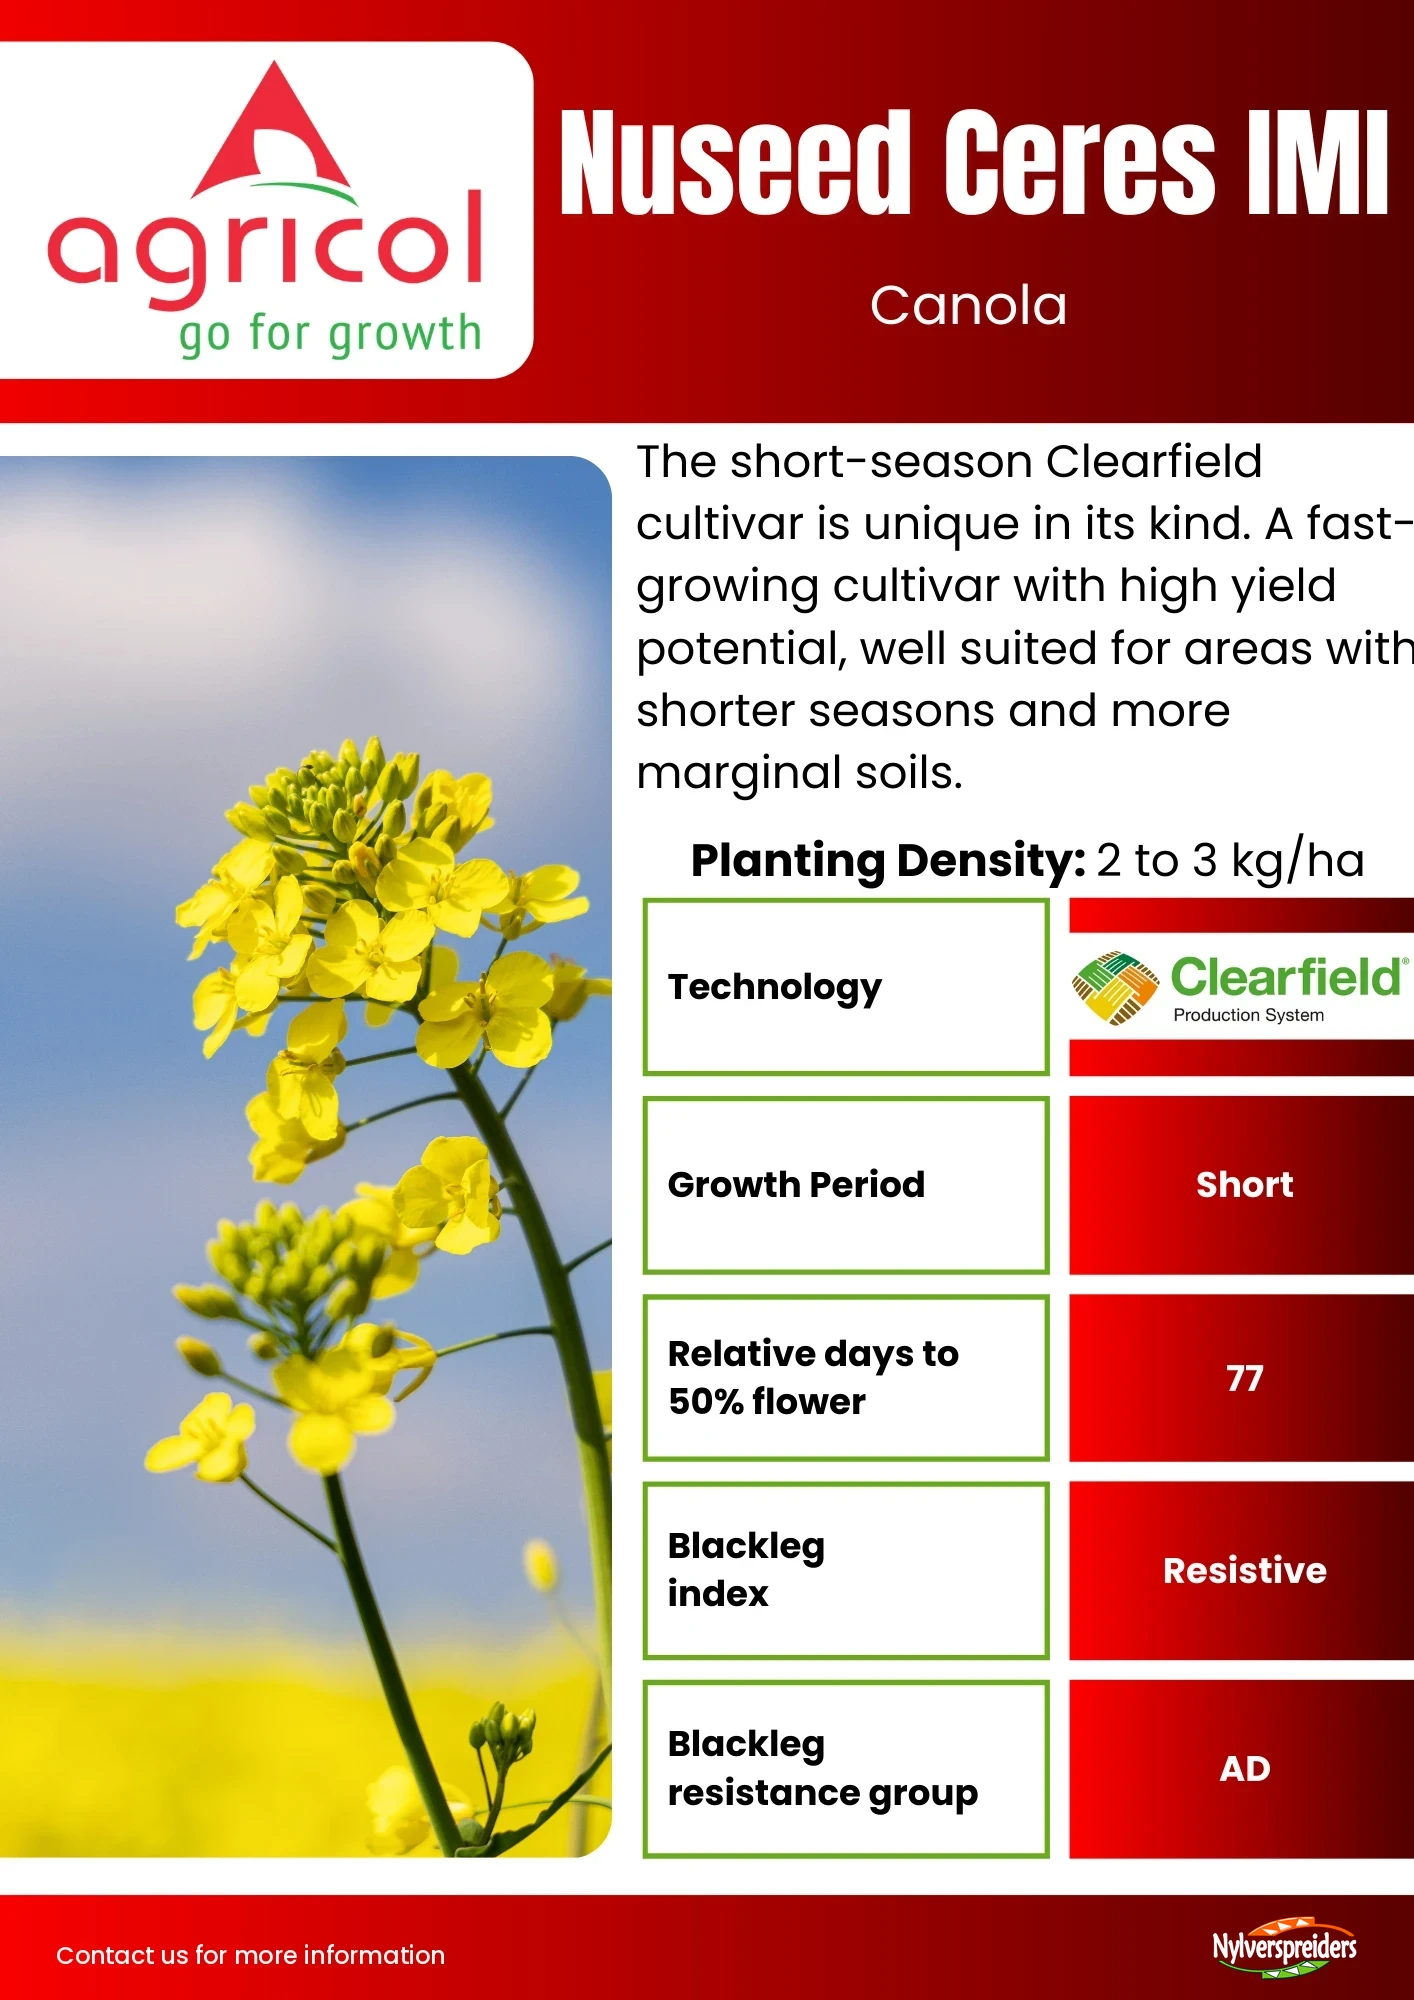 agricol
go for growth
Nuseed Ceres IMI
Canola
The short-season Clearfield
cultivar is unique in its kind. A fast-
growing cultivar with high yield
potential, well suited for areas with
shorter seasons and more
marginal soils.
Planting Density: 2 to 3 kg/ha
Technology
Clearfield®
Production System
Growth Period
Short
Relative days to
50% flower
77
Blackleg
index
Resistive
Blackleg
resistance group
AD
Contact us for more information
Nylverspreiders